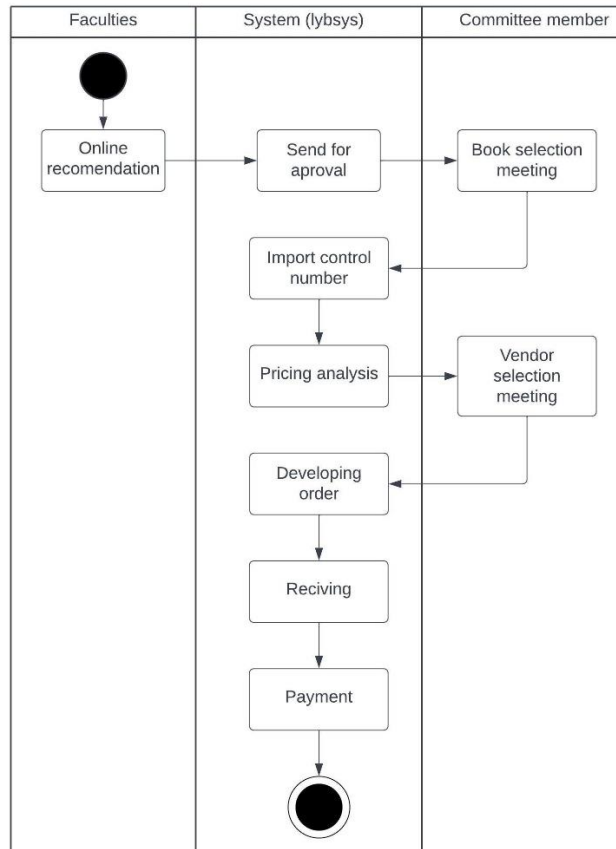 Faculties
System (lybsys)
Committee member
Online
recomendation
Send for
aproval
Book selection
meeting
Import control
number
Pricing analysis
Vendor
selection
meeting
Developing
order
Reciving
Payment